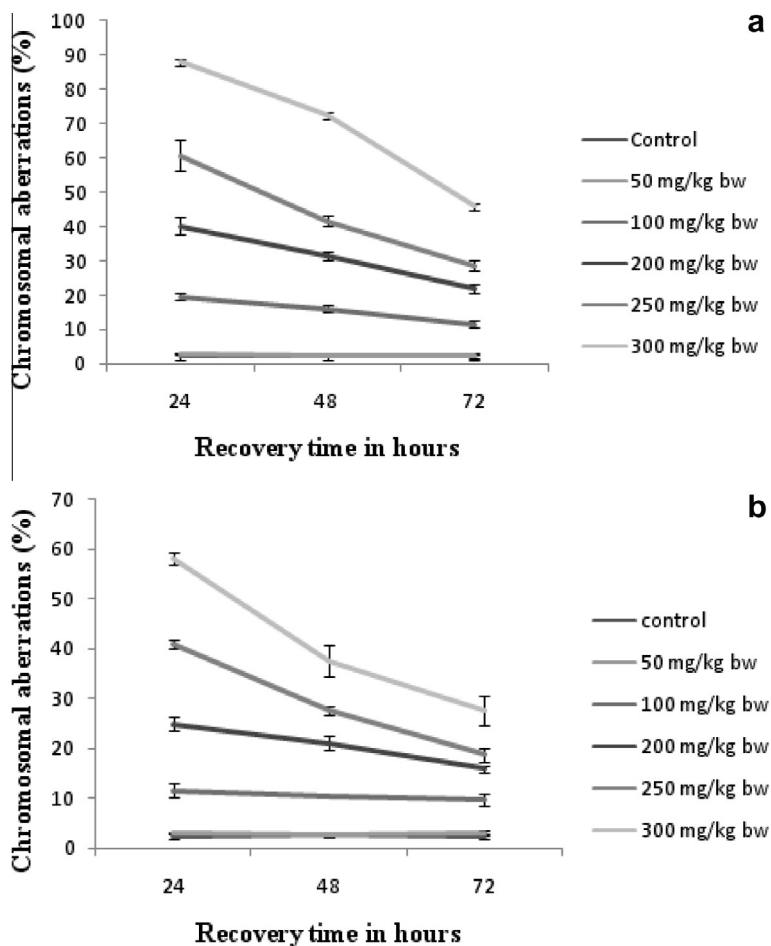 a
Chromosomal aberrations (%)
100
90
80
70
60
50
40
30
20
10
0
24
48
72
Recovery time in hours
Control
50 mg/kg bw
100 mg/kg bw
200 mg/kg bw
250 mg/kg bw
300 mg/kg bw
b
Chromosomal aberrations (%)
70
60
50
40
30
20
10
0
24
48
72
Recovery time in hours
control
50 mg/kg bw
100 mg/kg bw
200 mg/kg bw
250 mg/kg bw
300 mg/kg bw